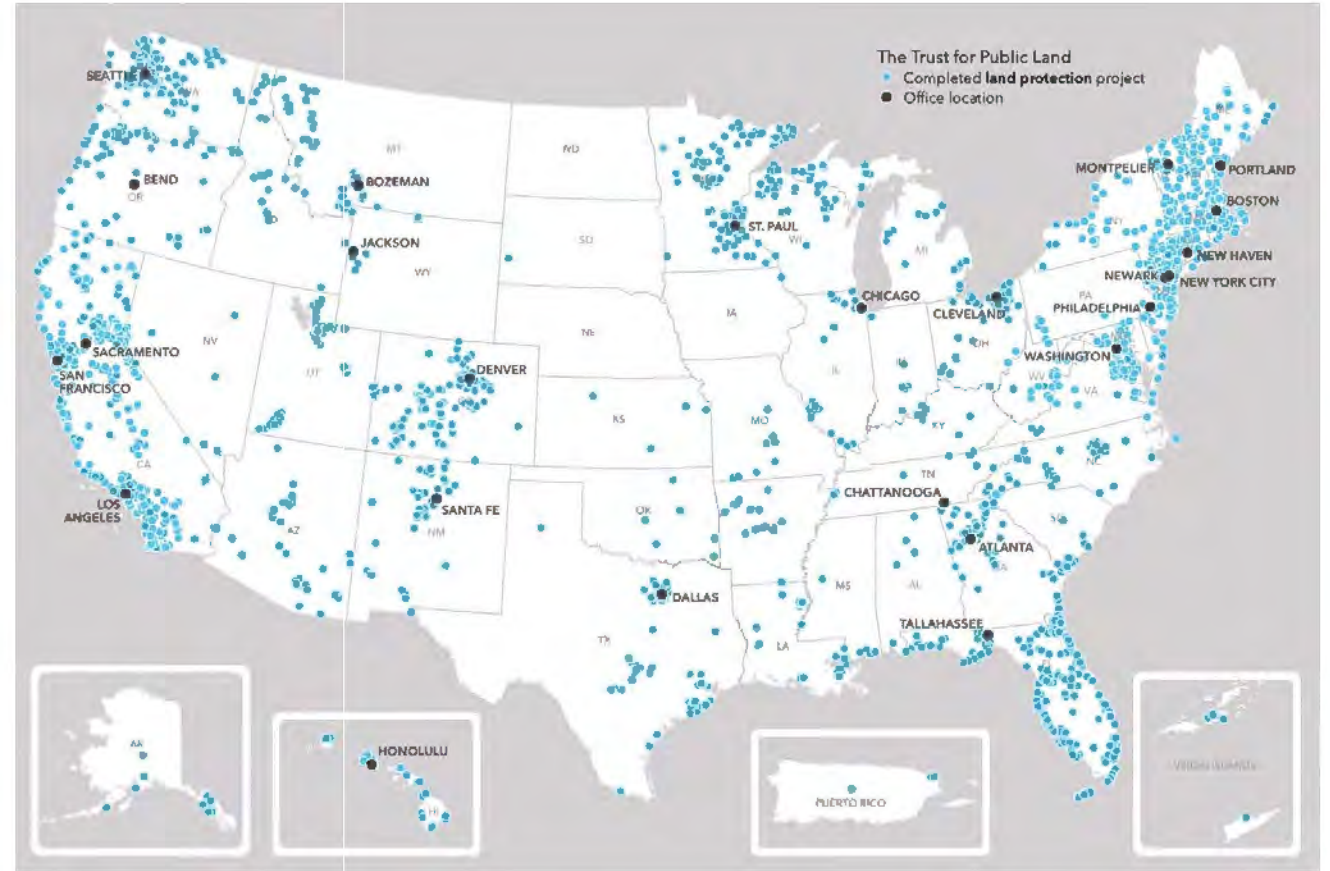 The Trust for Public Land
Completed land protection project
Office location
SEATTLE
WA
BEND
OR
MT
BOZEMAN
JACKSON
WY
ND
SD
NE
IA
ST. PAUL
WI
MI
CHICAGO
CLEVELAND
OH
PA
MONTPELIER
PORTLAND
BOSTON
NY
NEW HAVEN
NEWARK
NEW YORK CITY
PHILADELPHIA
WASHINGTON
WV
VA
SACRAMENTO
SAN
FRANCISCO
NV
UT
DENVER
KS
MO
IL
KY
CA
LOS
ANGELES
AZ
SANTA FE
NM
OK
TN
NC
CHATTANOOGA
SC
ATLANTA
GA
MS
AL
DALLAS
TX
LA
TALLAHASSEE
FL
AK
HONOLULU
HI
PUERTO RICO
VIRGIN ISLANDS